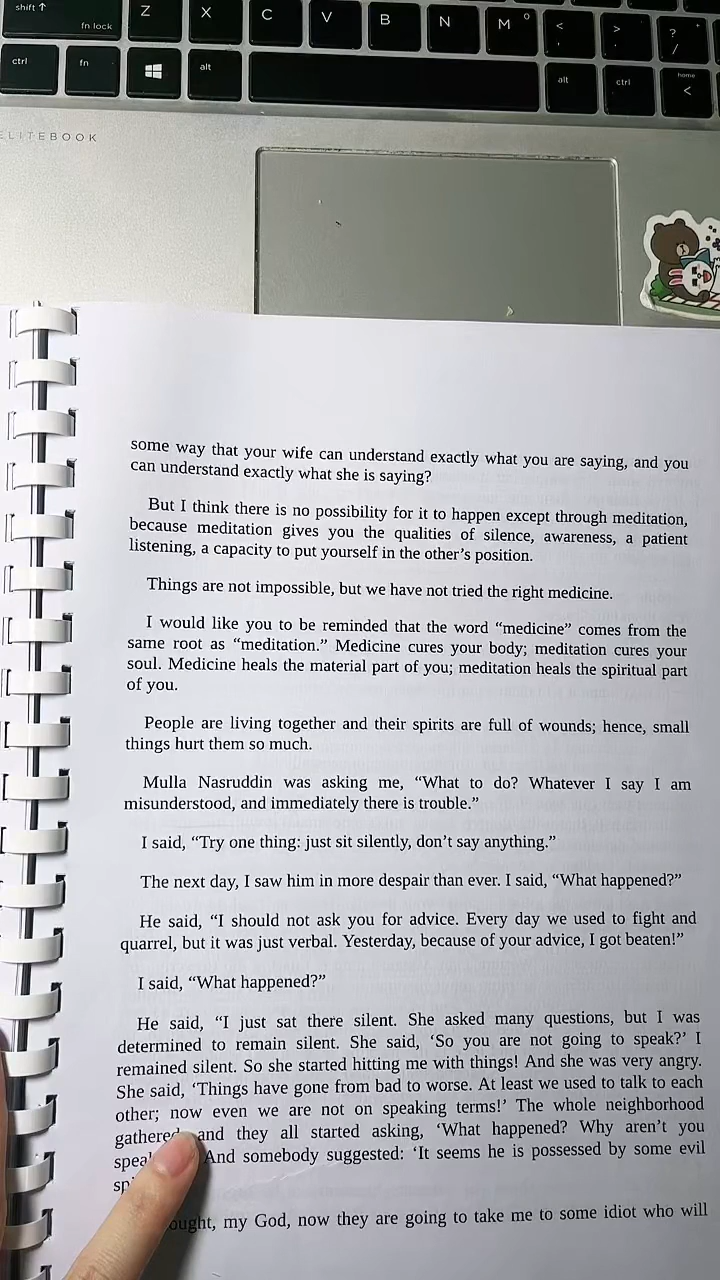 shift ↑
fn lock
Z X C V B N M < > ? /
ctrl fn alt alt ctrl home <
ELITEBOOK
some way that your wife can understand exactly what you are saying, and you
can understand exactly what she is saying?
But I think there is no possibility for it to happen except through meditation,
because meditation gives you the qualities of silence, awareness, a patient
listening, a capacity to put yourself in the other’s position.
Things are not impossible, but we have not tried the right medicine.
I would like you to be reminded that the word “medicine” comes from the
same root as “meditation.” Medicine cures your body; meditation cures your
soul. Medicine heals the material part of you; meditation heals the spiritual part
of you.
People are living together and their spirits are full of wounds; hence, small
things hurt them so much.
Mulla Nasruddin was asking me, “What to do? Whatever I say I am
misunderstood, and immediately there is trouble.”
I said, “Try one thing: just sit silently, don’t say anything.”
The next day, I saw him in more despair than ever. I said, “What happened?”
He said, “I should not ask you for advice. Every day we used to fight and
quarrel, but it was just verbal. Yesterday, because of your advice, I got beaten!”
I said, “What happened?”
He said, “I just sat there silent. She asked many questions, but I was
determined to remain silent. She said, ‘So you are not going to speak?’ I
remained silent. So she started hitting me with things! And she was very angry.
She said, ‘Things have gone from bad to worse. At least we used to talk to each
other; now even we are not on speaking terms!’ The whole neighborhood
gathered and they all started asking, ‘What happened? Why aren’t you
And somebody suggested: ‘It seems he is possessed by some evil
my God, now they are going to take me to some idiot who will